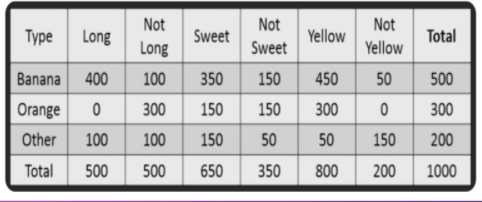 Type Long Not Long Sweet Not Sweet Yellow Not Yellow Total
Banana 400 100 350 150 450 50 500
Orange 0 300 150 150 300 0 300
Other 100 100 150 50 50 150 200
Total 500 500 650 350 800 200 1000